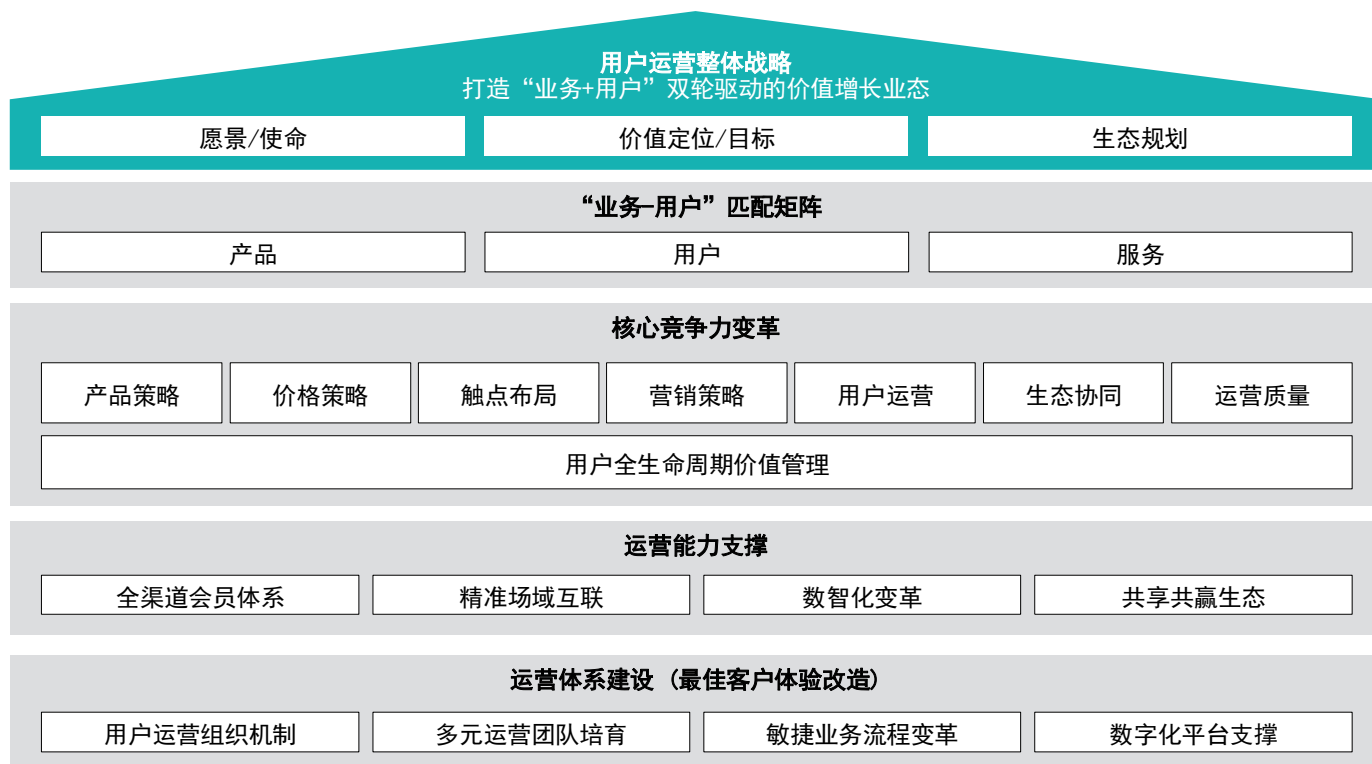 用户运营整体战略
打造“业务+用户”双轮驱动的价值增长业态
愿景/使命
价值定位/目标
生态规划
“业务-用户”匹配矩阵
产品
用户
服务
核心竞争力变革
产品策略
价格策略
触点布局
营销策略
用户运营
生态协同
运营质量
用户全生命周期价值管理
运营能力支撑
全渠道会员体系
精准场域互联
数智化变革
共享共赢生态
运营体系建设（最佳客户体验改造）
用户运营组织机制
多元运营团队培育
敏捷业务流程变革
数字化平台支撑